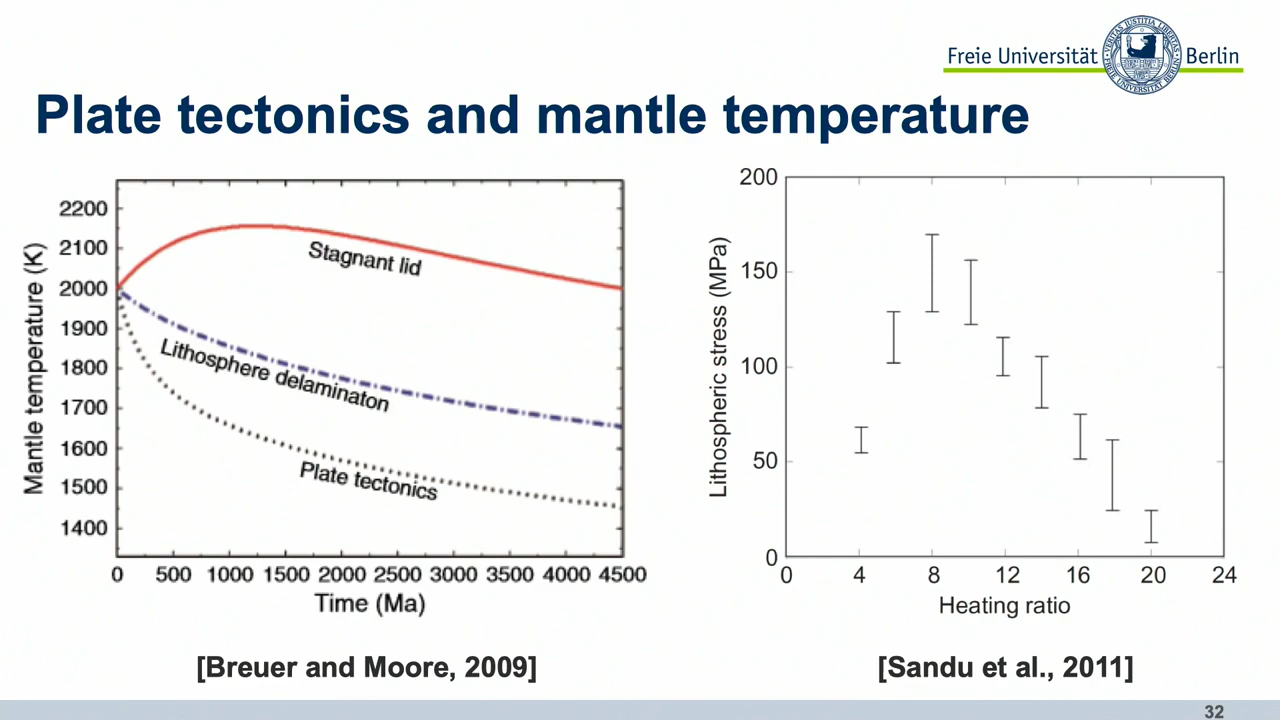 Freie Universität Berlin
Plate tectonics and mantle temperature
2200
2100
2000
1900
1800
1700
1600
1500
1400
Mantle temperature (K)
Stagnant lid
Lithosphere delaminaton
Plate tectonics
0 500 1000 1500 2000 2500 3000 3500 4000 4500
Time (Ma)
[Breuer and Moore, 2009]
200
150
100
50
0
Lithospheric stress (MPa)
0 4 8 12 16 20 24
Heating ratio
[Sandu et al., 2011]
32